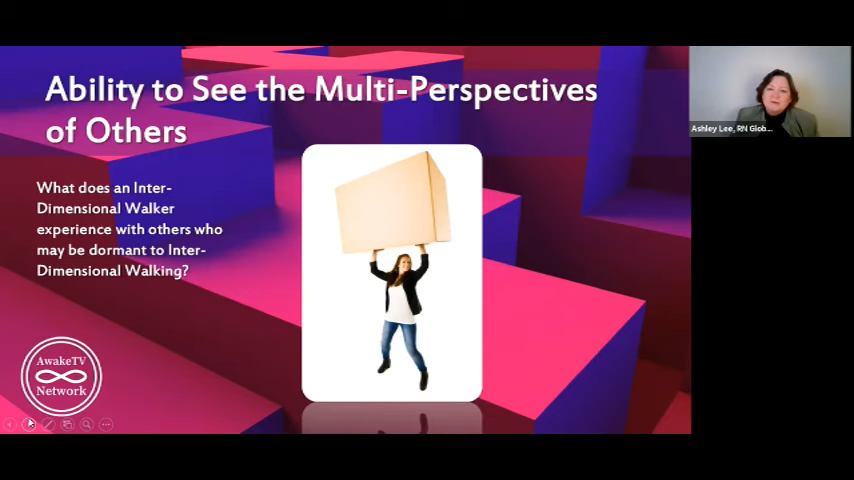 Ability to See the Multi-Perspectives
of Others
What does an Inter-
Dimensional Walker
experience with others who
may be dormant to Inter-
Dimensional Walking?
AwakeTV
Network
Ashley Lee, RN Glob...